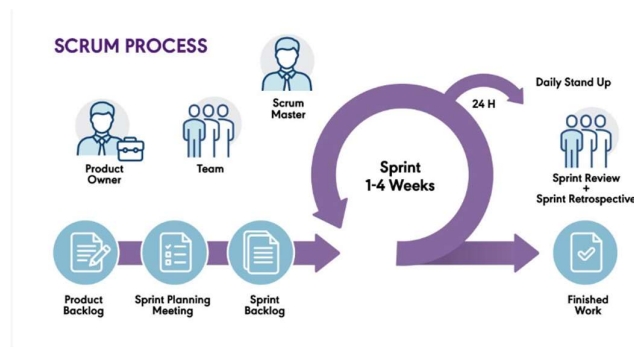 SCRUM PROCESS
Scrum
Master
Product
Owner
Team
24 H
Daily Stand Up
Sprint
1-4 Weeks
Sprint Review
+
Sprint Retrospective
Product
Backlog
Sprint Planning
Meeting
Sprint
Backlog
Finished
Work